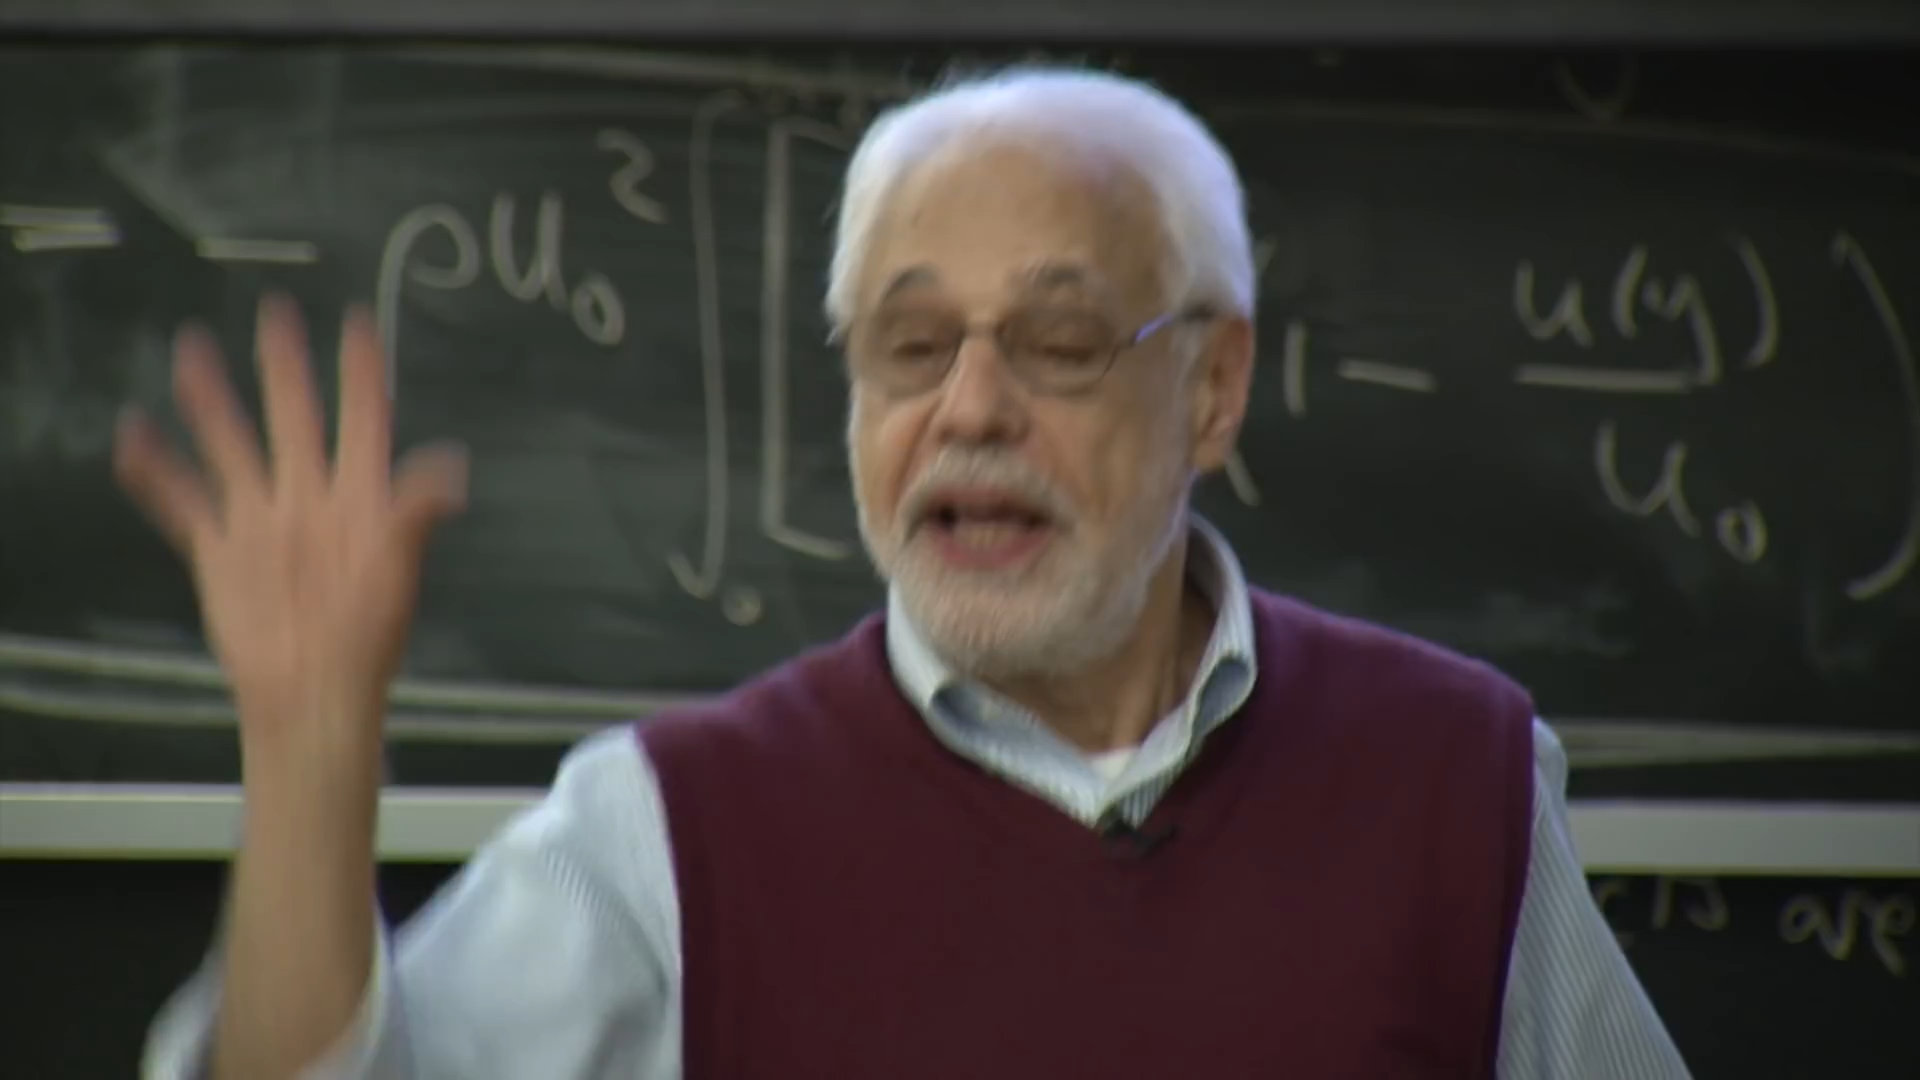 = - ρU₀² ∫₀ [ 1 - u(y)/U₀ )
are